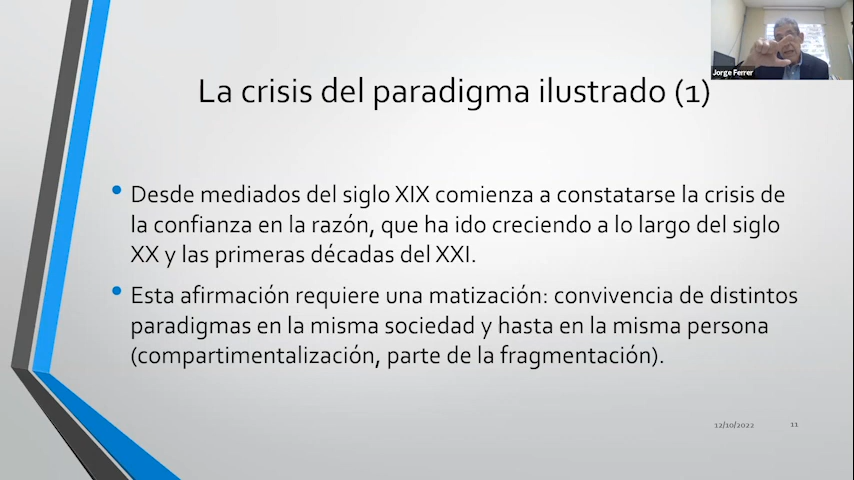 Jorge Ferrer
La crisis del paradigma ilustrado (1)
• Desde mediados del siglo XIX comienza a constatarse la crisis de
la confianza en la razón, que ha ido creciendo a lo largo del siglo
XX y las primeras décadas del XXI.
• Esta afirmación requiere una matización: convivencia de distintos
paradigmas en la misma sociedad y hasta en la misma persona
(compartimentalización, parte de la fragmentación).
12/10/2022 11